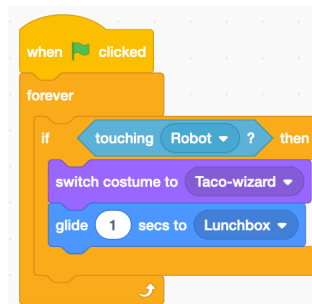 when clicked
forever
if touching Robot ? then
switch costume to Taco-wizard
glide 1 secs to Lunchbox